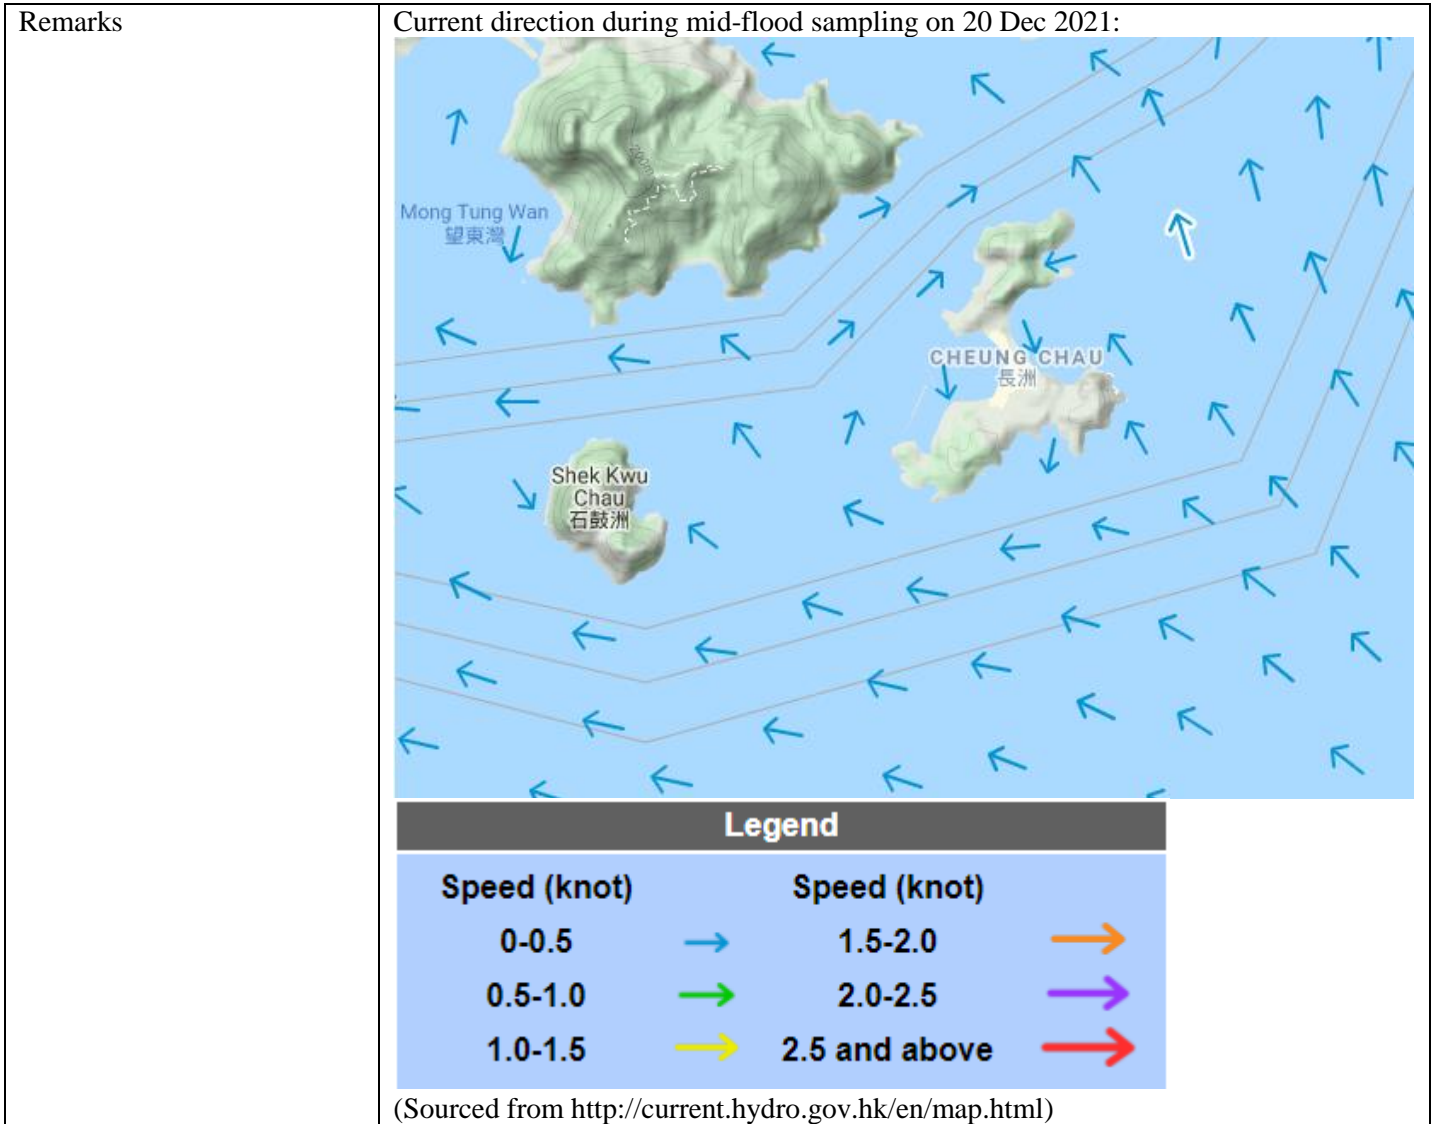 Remarks
Current direction during mid-flood sampling on 20 Dec 2021:
200m
Mong Tung Wan
望東灣
CHEUNG CHAU
長洲
Shek Kwu
Chau
石鼓洲
Legend
Speed (knot) Speed (knot)
0-0.5 1.5-2.0
0.5-1.0 2.0-2.5
1.0-1.5 2.5 and above
(Sourced from http://current.hydro.gov.hk/en/map.html)